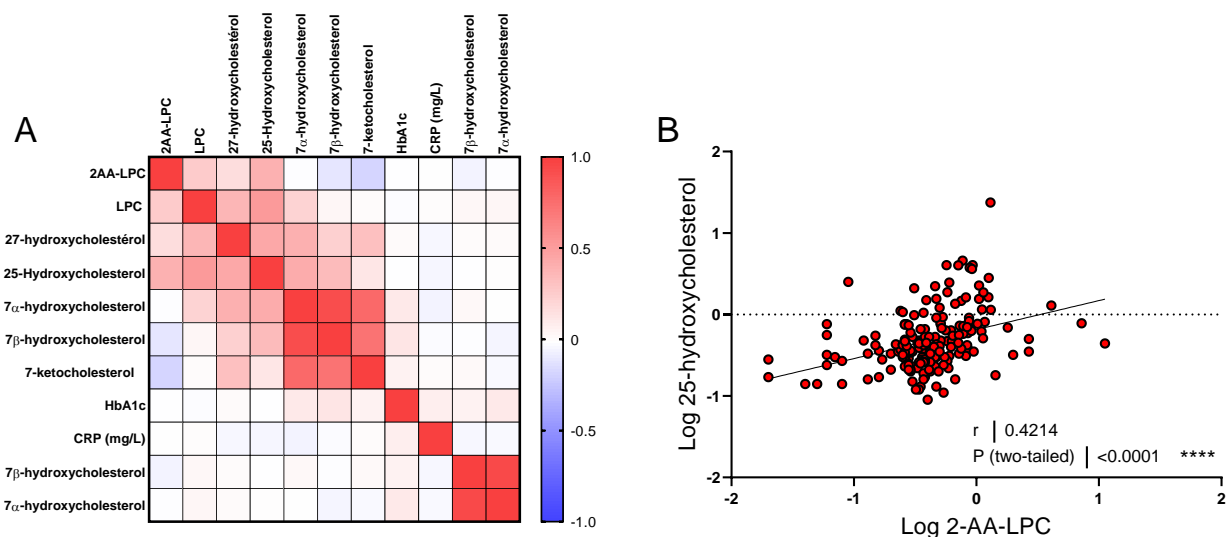 A
2AA-LPC
LPC
27-hydroxycholestérol
25-Hydroxycholesterol
7α-hydroxycholesterol
7β-hydroxycholesterol
7-ketocholesterol
HbA1c
CRP (mg/L)
7β-hydroxycholesterol
7α-hydroxycholesterol
2AA-LPC
LPC
27-hydroxycholestérol
25-Hydroxycholesterol
7α-hydroxycholesterol
7β-hydroxycholesterol
7-ketocholesterol
HbA1c
CRP (mg/L)
7β-hydroxycholesterol
7α-hydroxycholesterol
1.0
0.5
0
-0.5
-1.0
B
Log 25-hydroxycholesterol
2
1
0
-1
-2
r 0.4214
P (two-tailed) <0.0001 ****
-2 -1 0 1 2
Log 2-AA-LPC